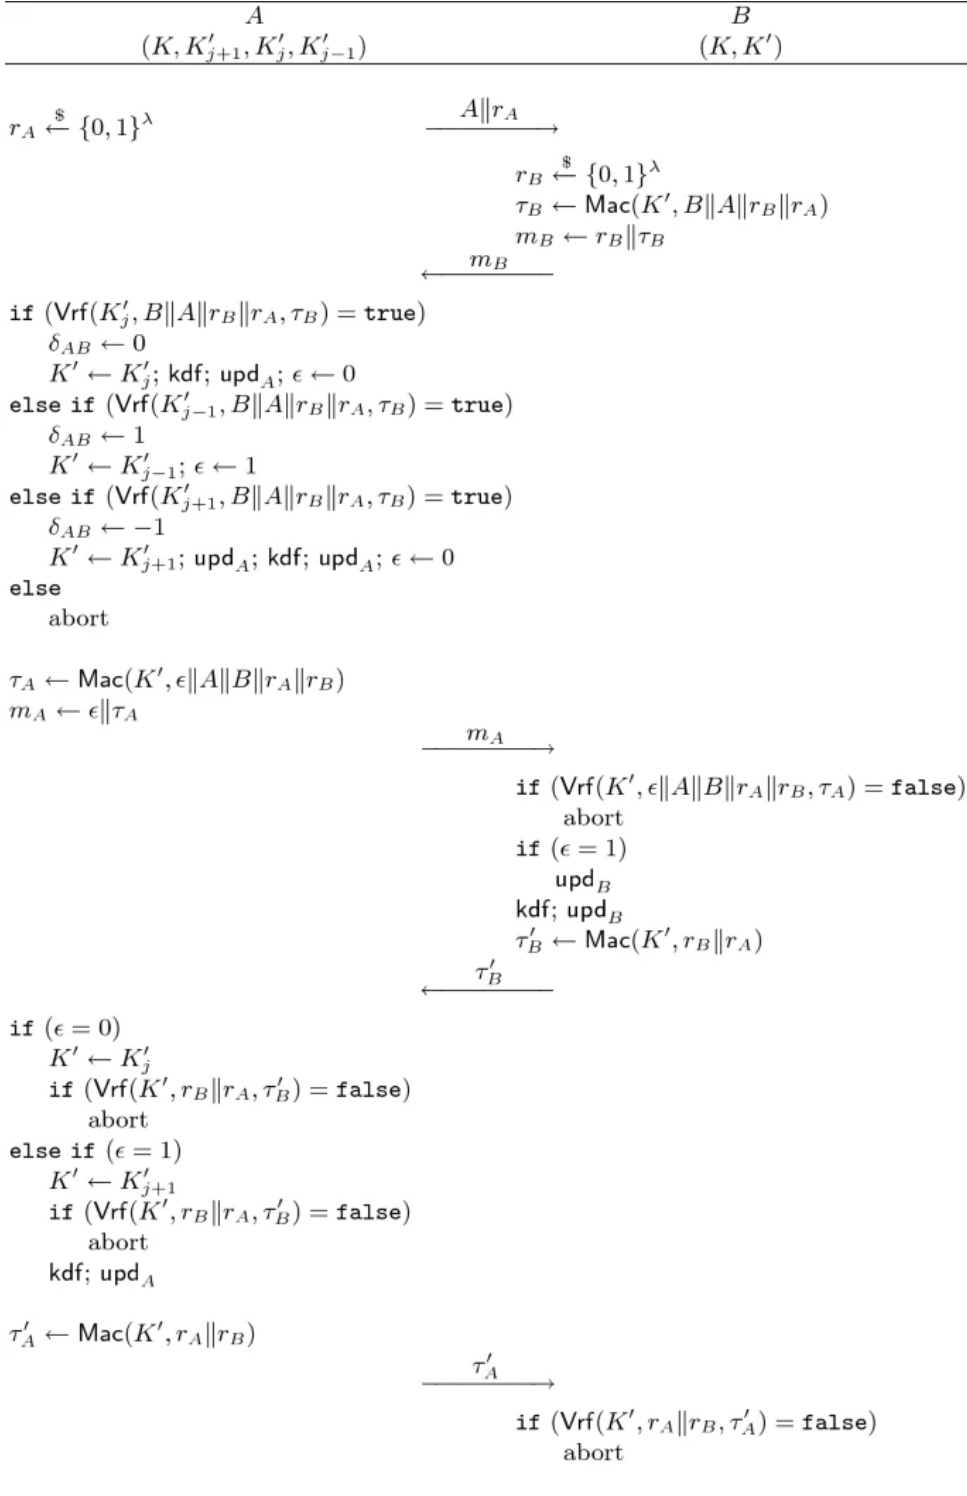 A B
(K, K′ⱼ₊₁, K′ⱼ, K′ⱼ₋₁) (K, K′)
r_A ←$ {0, 1}^λ A‖r_A
r_B ←$ {0, 1}^λ
τ_B ← Mac(K′, B‖A‖r_B‖r_A)
m_B ← r_B‖τ_B
m_B
if (Vrf(K′ⱼ, B‖A‖r_B‖r_A, τ_B) = true)
δ_AB ← 0
K′ ← K′ⱼ; kdf; upd_A; ϵ ← 0
else if (Vrf(K′ⱼ₋₁, B‖A‖r_B‖r_A, τ_B) = true)
δ_AB ← 1
K′ ← K′ⱼ₋₁; ϵ ← 1
else if (Vrf(K′ⱼ₊₁, B‖A‖r_B‖r_A, τ_B) = true)
δ_AB ← −1
K′ ← K′ⱼ₊₁; upd_A; kdf; upd_A; ϵ ← 0
else
abort
τ_A ← Mac(K′, ϵ‖A‖B‖r_A‖r_B)
m_A ← ϵ‖τ_A
m_A
if (Vrf(K′, ϵ‖A‖B‖r_A‖r_B, τ_A) = false)
abort
if (ϵ = 1)
upd_B
kdf; upd_B
τ′_B ← Mac(K′, r_B‖r_A)
τ′_B
if (ϵ = 0)
K′ ← K′ⱼ
if (Vrf(K′, r_B‖r_A, τ′_B) = false)
abort
else if (ϵ = 1)
K′ ← K′ⱼ₊₁
if (Vrf(K′, r_B‖r_A, τ′_B) = false)
abort
kdf; upd_A
τ′_A ← Mac(K′, r_A‖r_B)
τ′_A
if (Vrf(K′, r_A‖r_B, τ′_A) = false)
abort